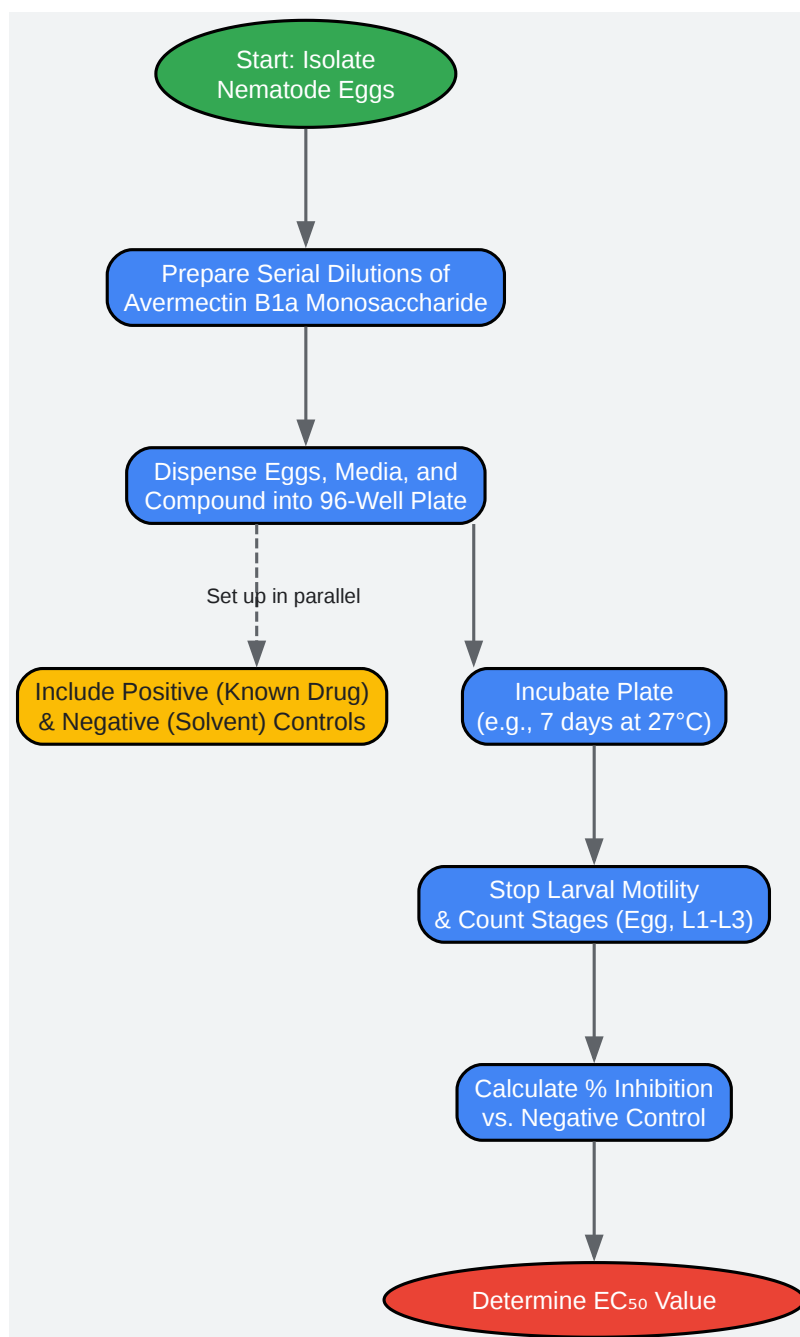 Start: Isolate
Nematode Eggs
Prepare Serial Dilutions of
Avermectin B1a Monosaccharide
Dispense Eggs, Media, and
Compound into 96-Well Plate
Set up in parallel
Include Positive (Known Drug)
& Negative (Solvent) Controls
Incubate Plate
(e.g., 7 days at 27°C)
Stop Larval Motility
& Count Stages (Egg, L1-L3)
Calculate % Inhibition
vs. Negative Control
Determine EC₅₀ Value